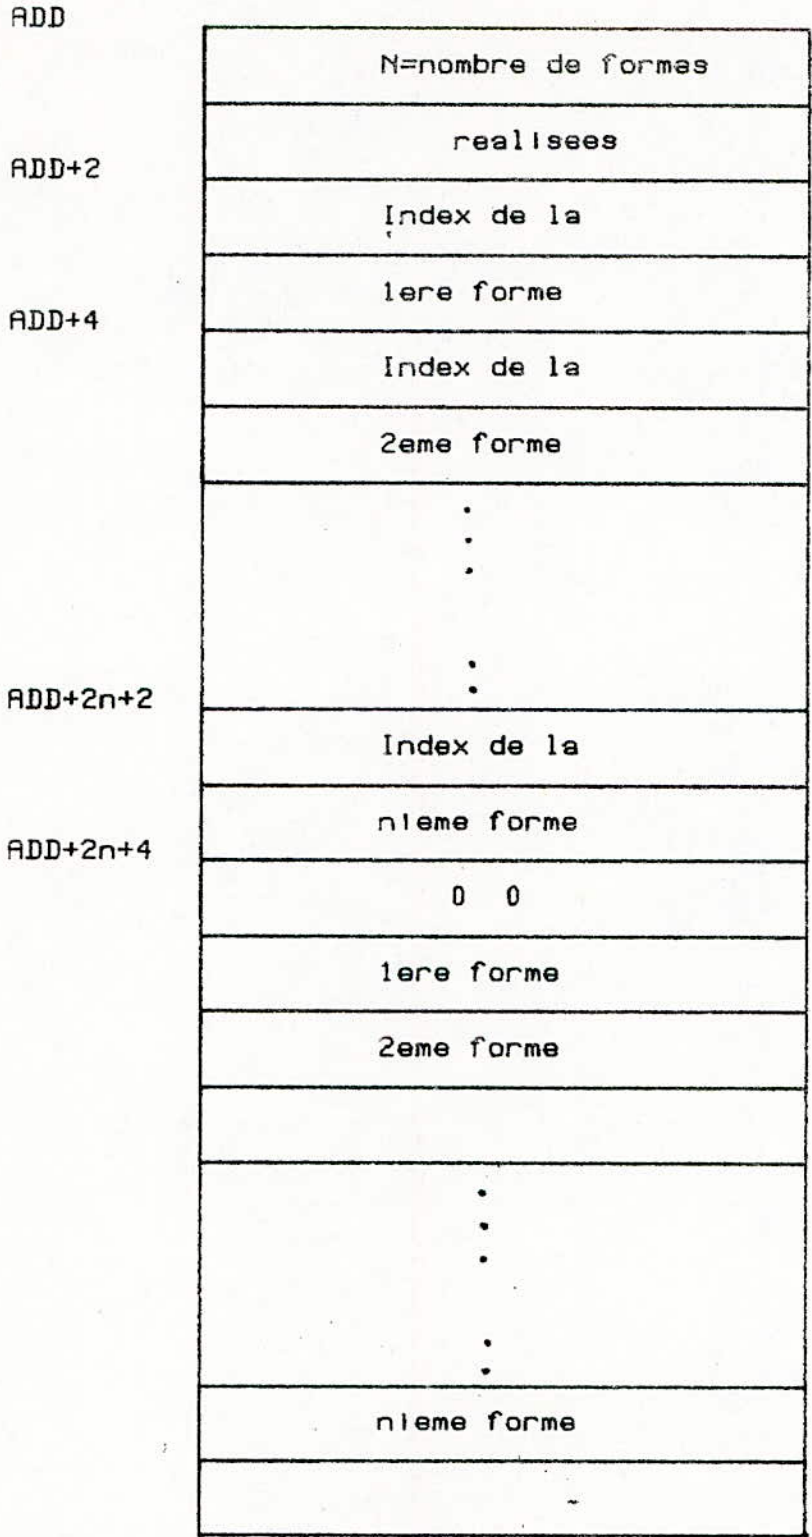 ADD
N=nombre de formes
realisees
ADD+2
Index de la
1ere forme
ADD+4
Index de la
2eme forme
ADD+2n+2
Index de la
nieme forme
ADD+2n+4
0 0
1ere forme
2eme forme
nieme forme